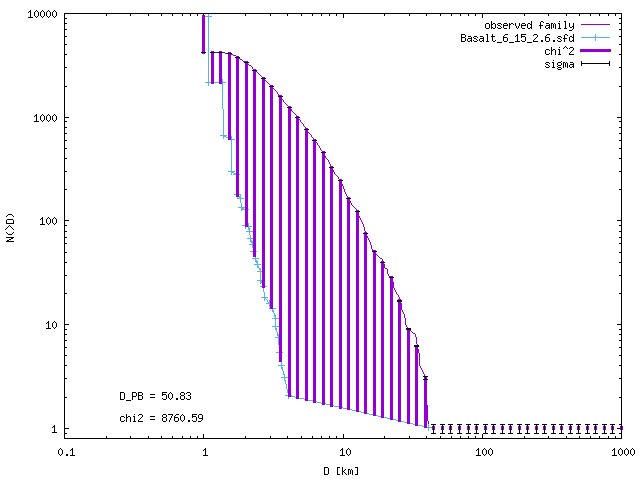 10000
1000
100
10
1
N(>D)
observed family
Basalt_6_15_2.6.sfd
chi^2
sigma
D_PB = 50.83
chi2 = 8760.59
0.1 1 10 100 1000
D [km]